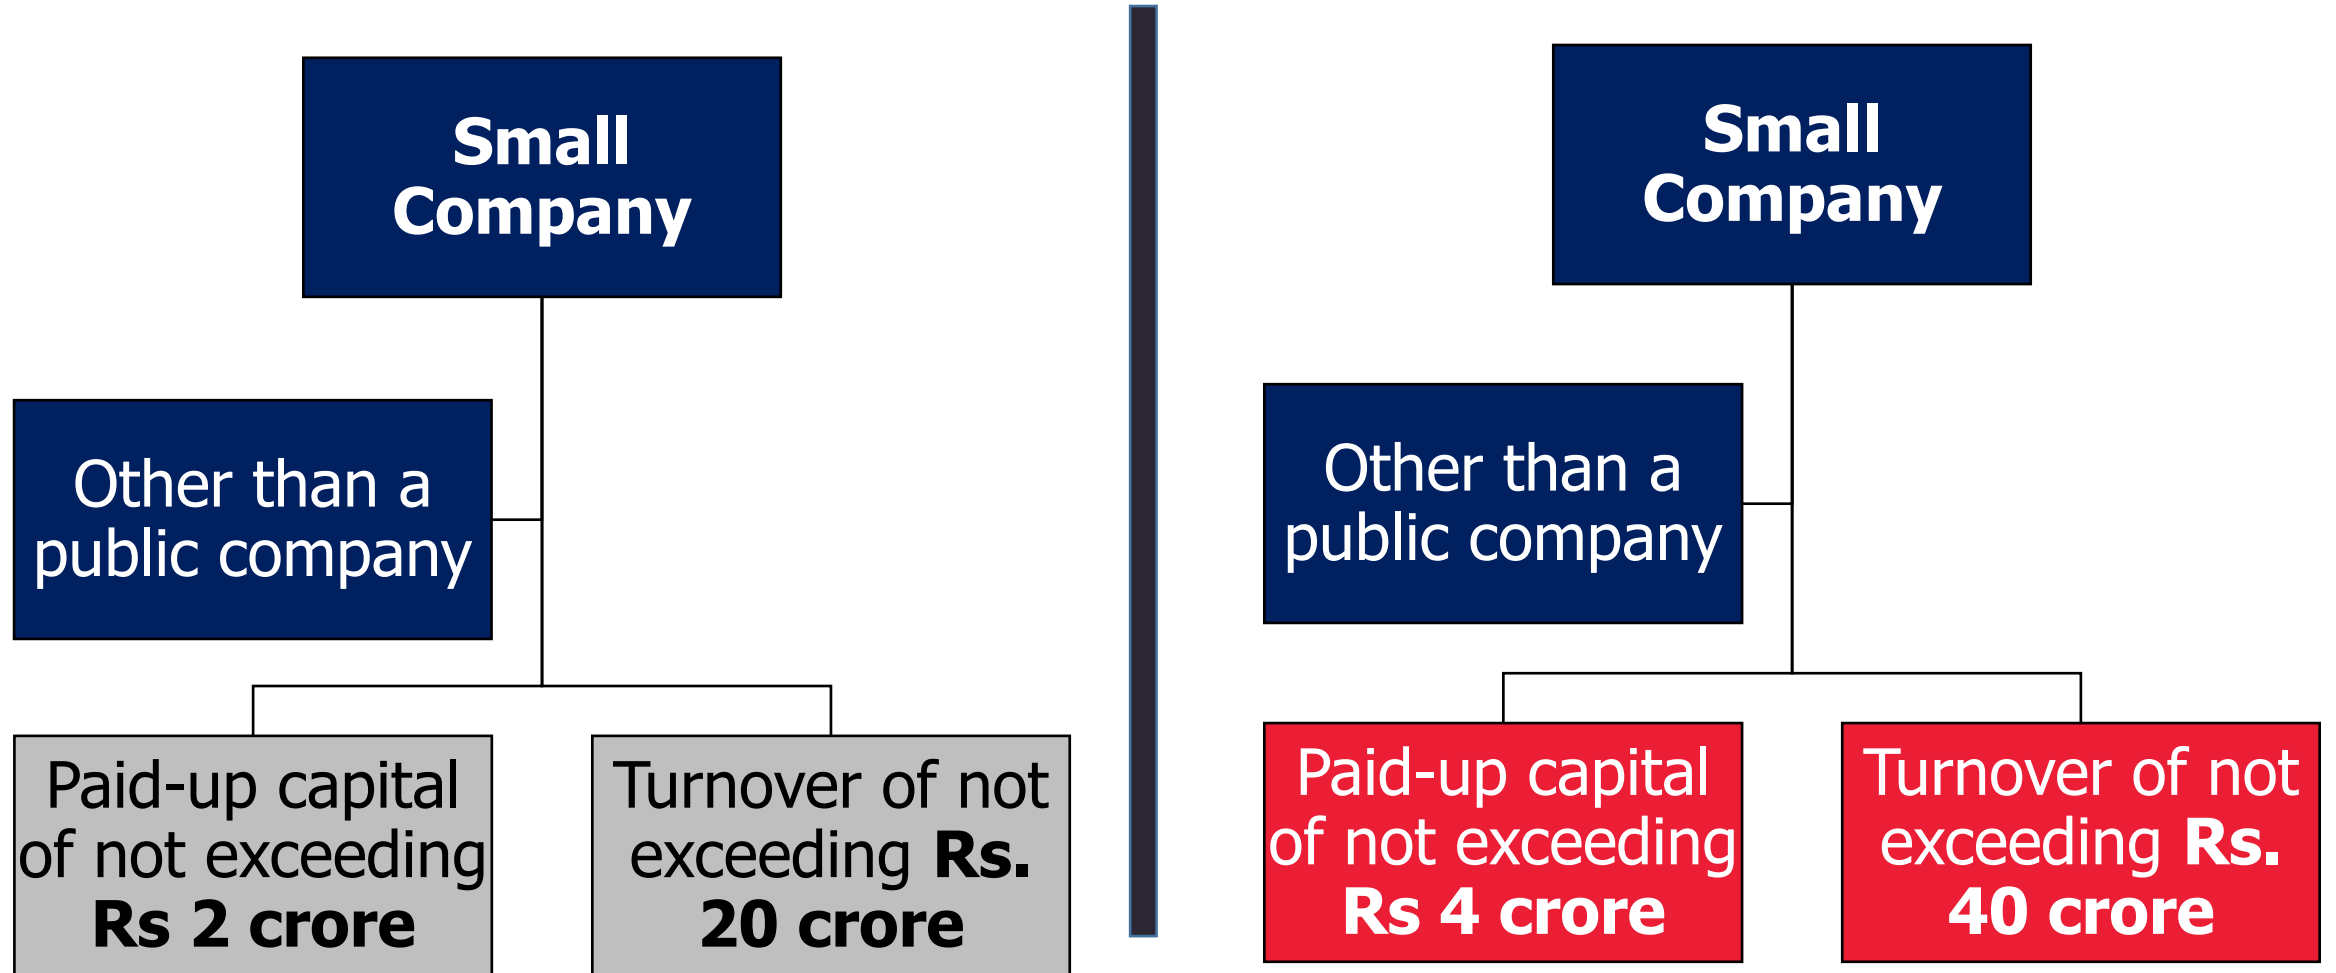 Small
Company
Other than a
public company
Paid-up capital
of not exceeding
Rs 2 crore
Turnover of not
exceeding Rs.
20 crore
Small
Company
Other than a
public company
Paid-up capital
of not exceeding
Rs 4 crore
Turnover of not
exceeding Rs.
40 crore